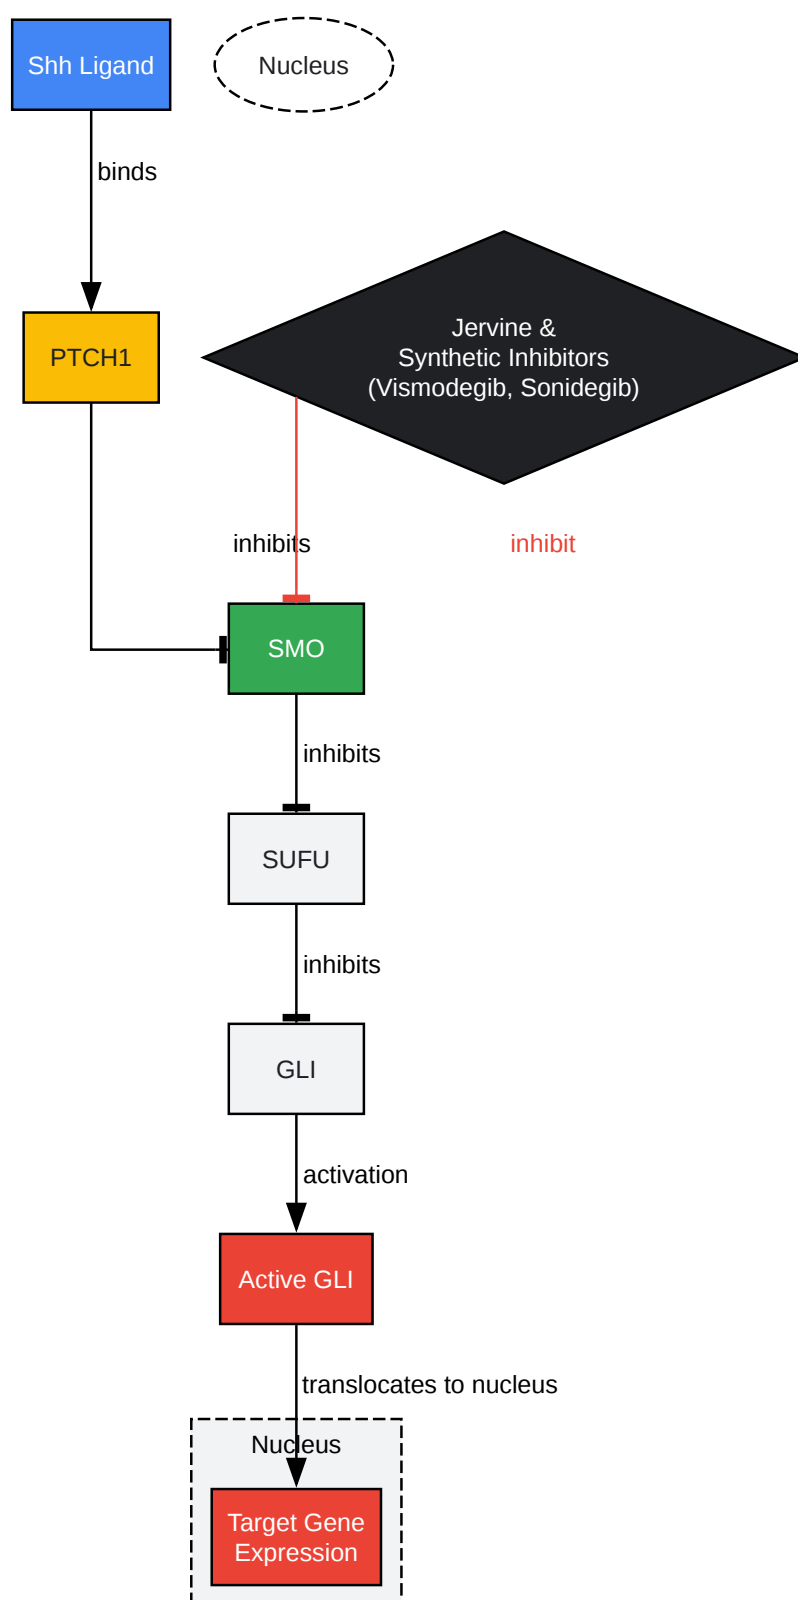 Shh Ligand
Nucleus
binds
PTCH1
Jervine &
Synthetic Inhibitors
(Vismodegib, Sonidegib)
inhibits
inhibit
SMO
inhibits
SUFU
inhibits
GLI
activation
Active GLI
translocates to nucleus
Nucleus
Target Gene
Expression